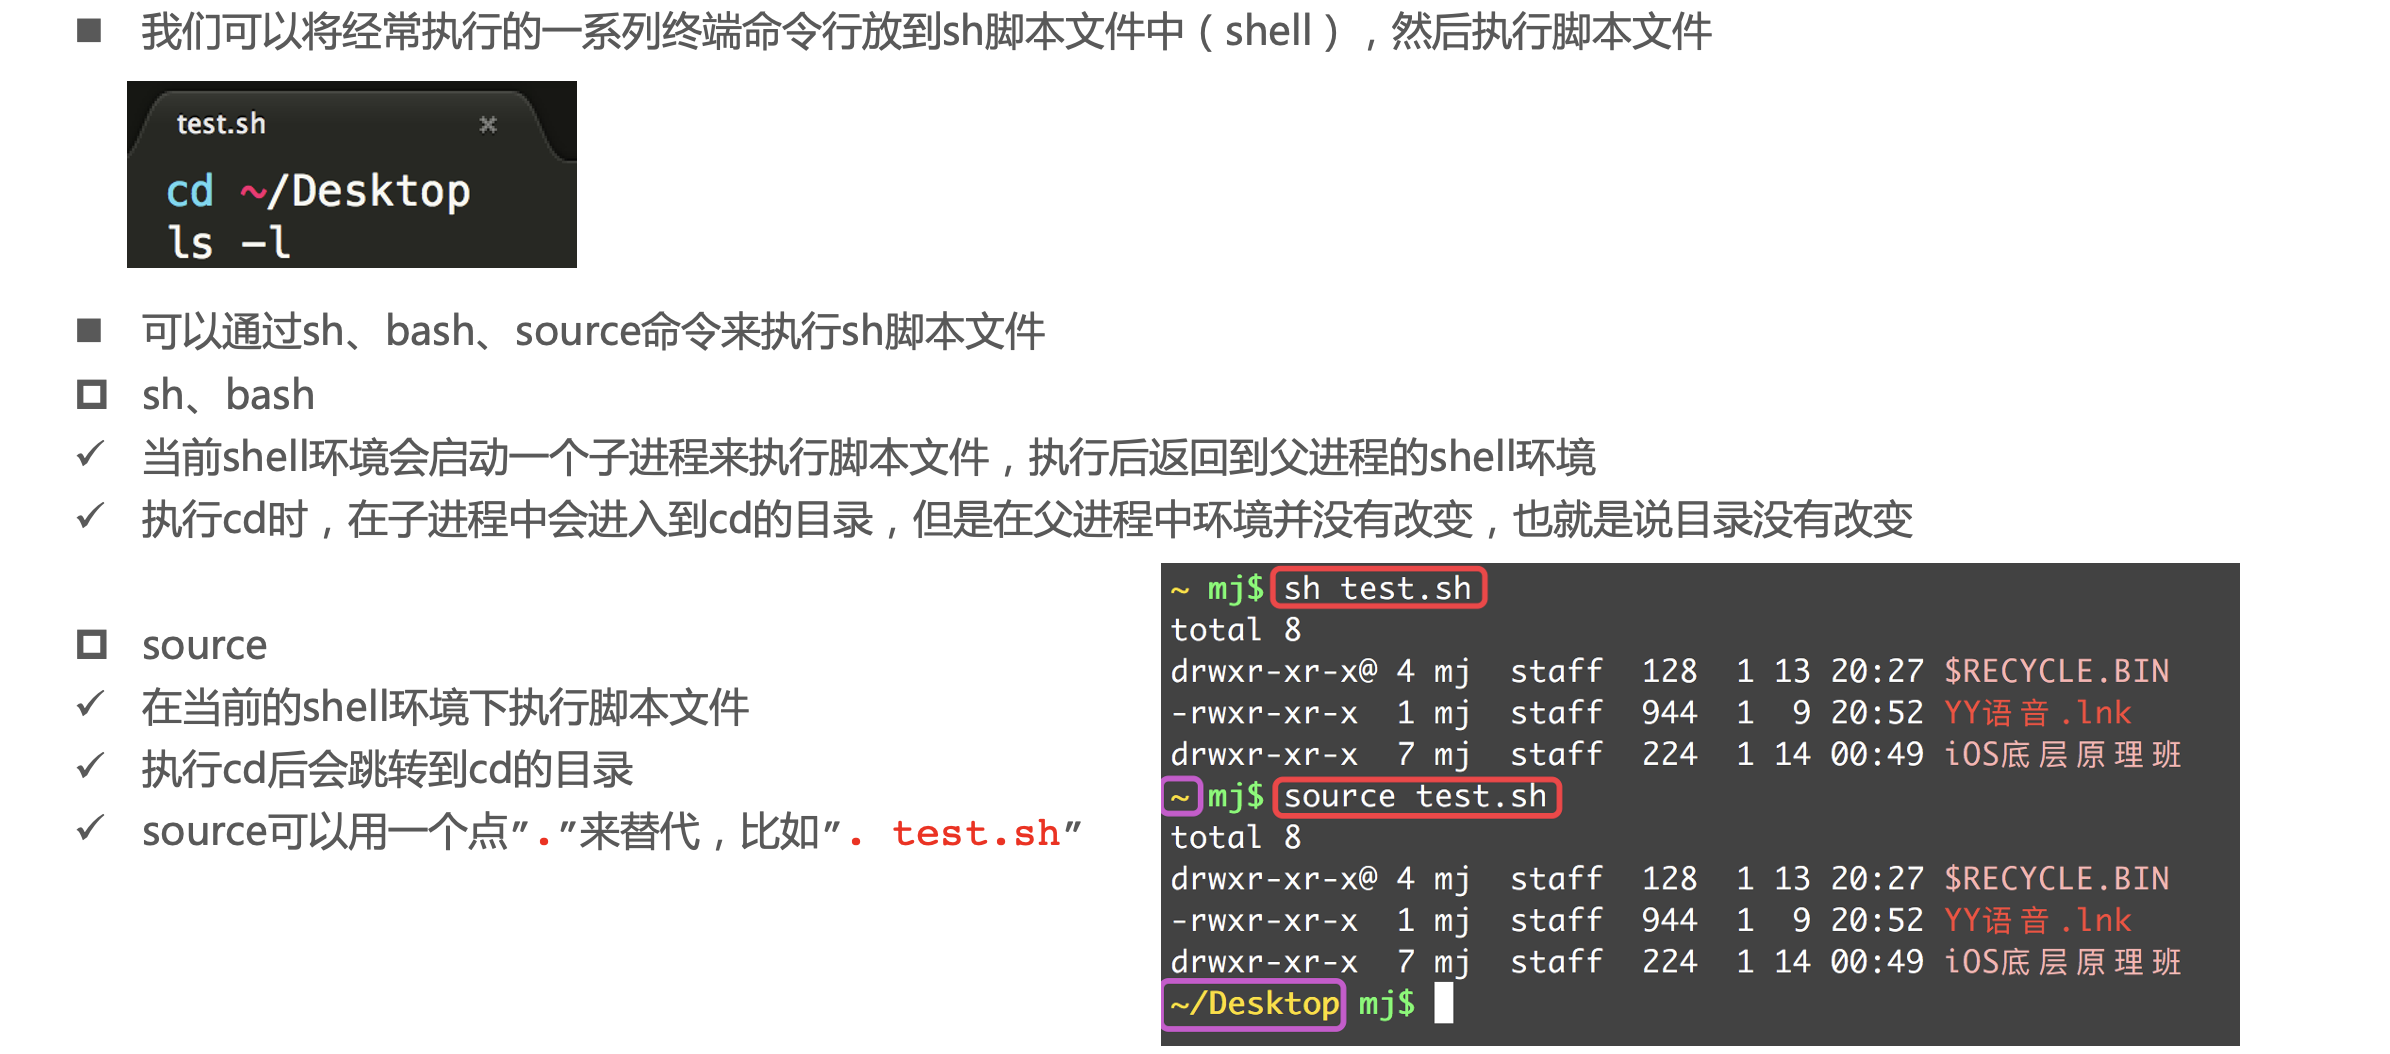 我们可以将经常执行的一系列终端命令行放到sh脚本文件中（shell），然后执行脚本文件
test.sh
cd ~/Desktop
ls -l
可以通过sh、bash、source命令来执行sh脚本文件
sh、bash
当前shell环境会启动一个子进程来执行脚本文件，执行后返回到父进程的shell环境
执行cd时，在子进程中会进入到cd的目录，但是在父进程中环境并没有改变，也就是说目录没有改变
source
在当前的shell环境下执行脚本文件
执行cd后会跳转到cd的目录
source可以用一个点”.”来替代，比如”. test.sh”
~ mj$ sh test.sh
total 8
drwxr-xr-x@ 4 mj  staff  128  1 13 20:27 $RECYCLE.BIN
-rwxr-xr-x  1 mj  staff  944  1  9 20:52 YY语音.lnk
drwxr-xr-x  7 mj  staff  224  1 14 00:49 iOS底层原理班
~ mj$ source test.sh
total 8
drwxr-xr-x@ 4 mj  staff  128  1 13 20:27 $RECYCLE.BIN
-rwxr-xr-x  1 mj  staff  944  1  9 20:52 YY语音.lnk
drwxr-xr-x  7 mj  staff  224  1 14 00:49 iOS底层原理班
~/Desktop mj$